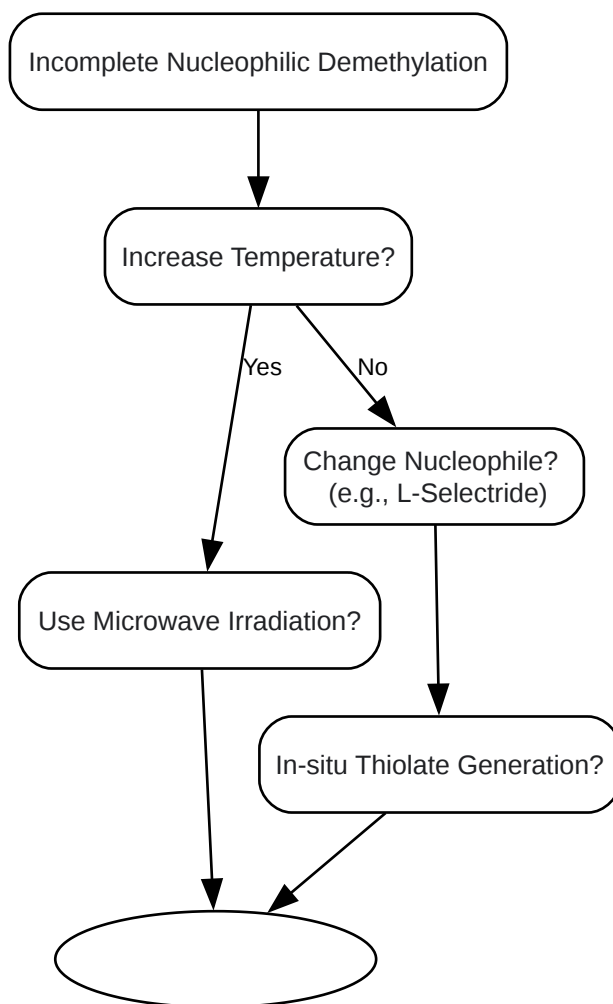 Incomplete Nucleophilic Demethylation
Increase Temperature?
Yes
No
Change Nucleophile?
(e.g., L-Selectride)
Use Microwave Irradiation?
In-situ Thiolate Generation?